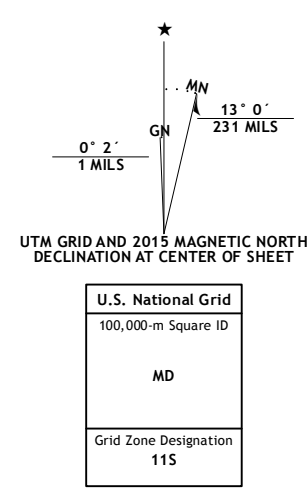 ★
MN
GN
13° 0´
231 MILS
0° 2´
1 MILS
UTM GRID AND 2015 MAGNETIC NORTH
DECLINATION AT CENTER OF SHEET
U.S. National Grid
100,000-m Square ID
MD
Grid Zone Designation
11S